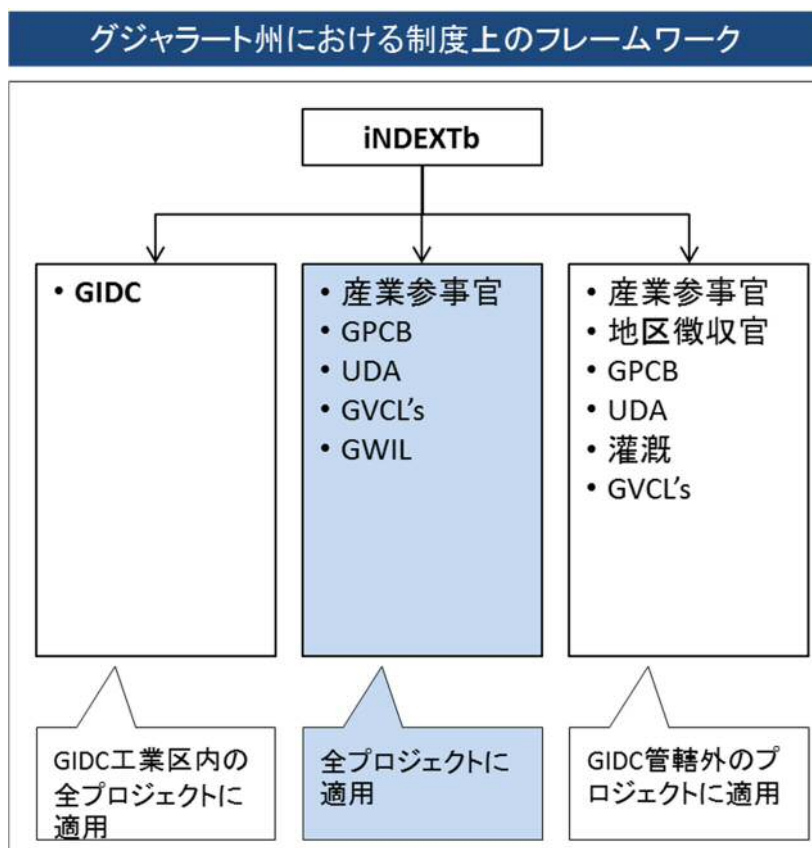 グジャラート州における制度上のフレームワーク
iNDEXTb
• GIDC
• 産業参事官
• GPCB
• UDA
• GVCL's
• GWIL
• 産業参事官
• 地区徴収官
• GPCB
• UDA
• 灌漑
• GVCL's
GIDC工業区内の
全プロジェクトに
適用
全プロジェクトに
適用
GIDC管轄外のプ
ロジェクトに適用